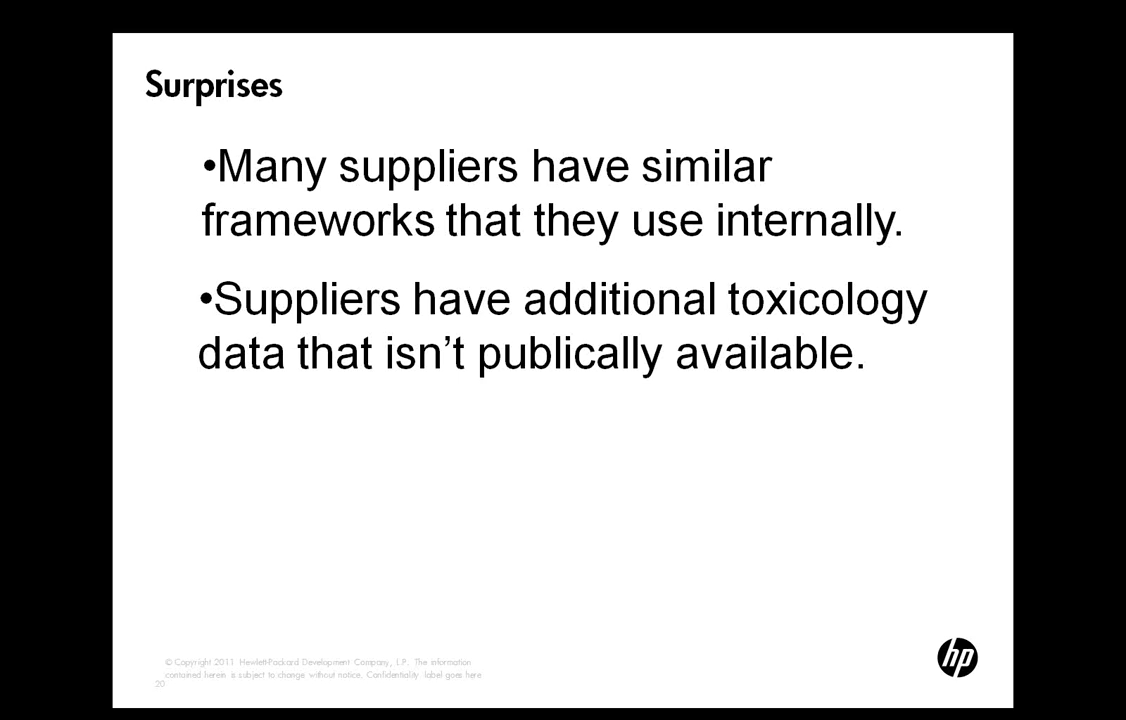 Surprises
•Many suppliers have similar
frameworks that they use internally.
•Suppliers have additional toxicology
data that isn't publically available.
© Copyright 2011 Hewlett-Packard Development Company, L.P. The information
contained herein is subject to change without notice. Confidentiality label goes here
20
hp